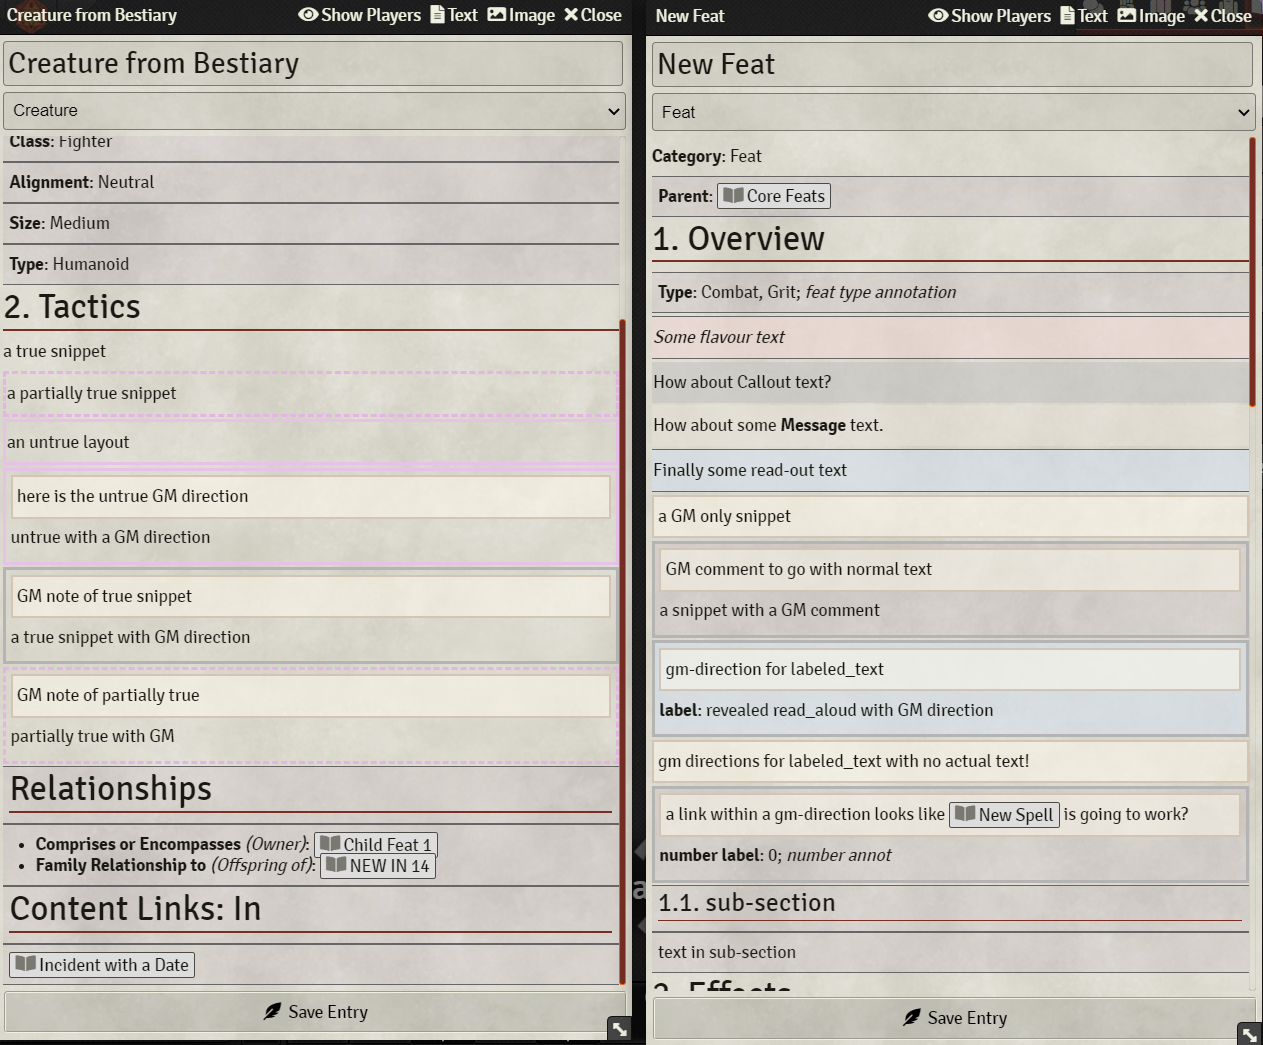 Creature from Bestiary
Show Players Text Image Close
Creature from Bestiary
Creature
Class: Fighter
Alignment: Neutral
Size: Medium
Type: Humanoid
2. Tactics
a true snippet
a partially true snippet
an untrue layout
here is the untrue GM direction
untrue with a GM direction
GM note of true snippet
a true snippet with GM direction
GM note of partially true
partially true with GM
Relationships
• Comprises or Encompasses (Owner): Child Feat 1
• Family Relationship to (Offspring of): NEW IN 14
Content Links: In
Incident with a Date
Save Entry
New Feat
Show Players Text Image Close
New Feat
Feat
Category: Feat
Parent: Core Feats
1. Overview
Type: Combat, Grit; feat type annotation
Some flavour text
How about Callout text?
How about some Message text.
Finally some read-out text
a GM only snippet
GM comment to go with normal text
a snippet with a GM comment
gm-direction for labeled_text
label: revealed read_aloud with GM direction
gm directions for labeled_text with no actual text!
a link within a gm-direction looks like New Spell is going to work?
number label: 0; number annot
1.1. sub-section
text in sub-section
2. Effects